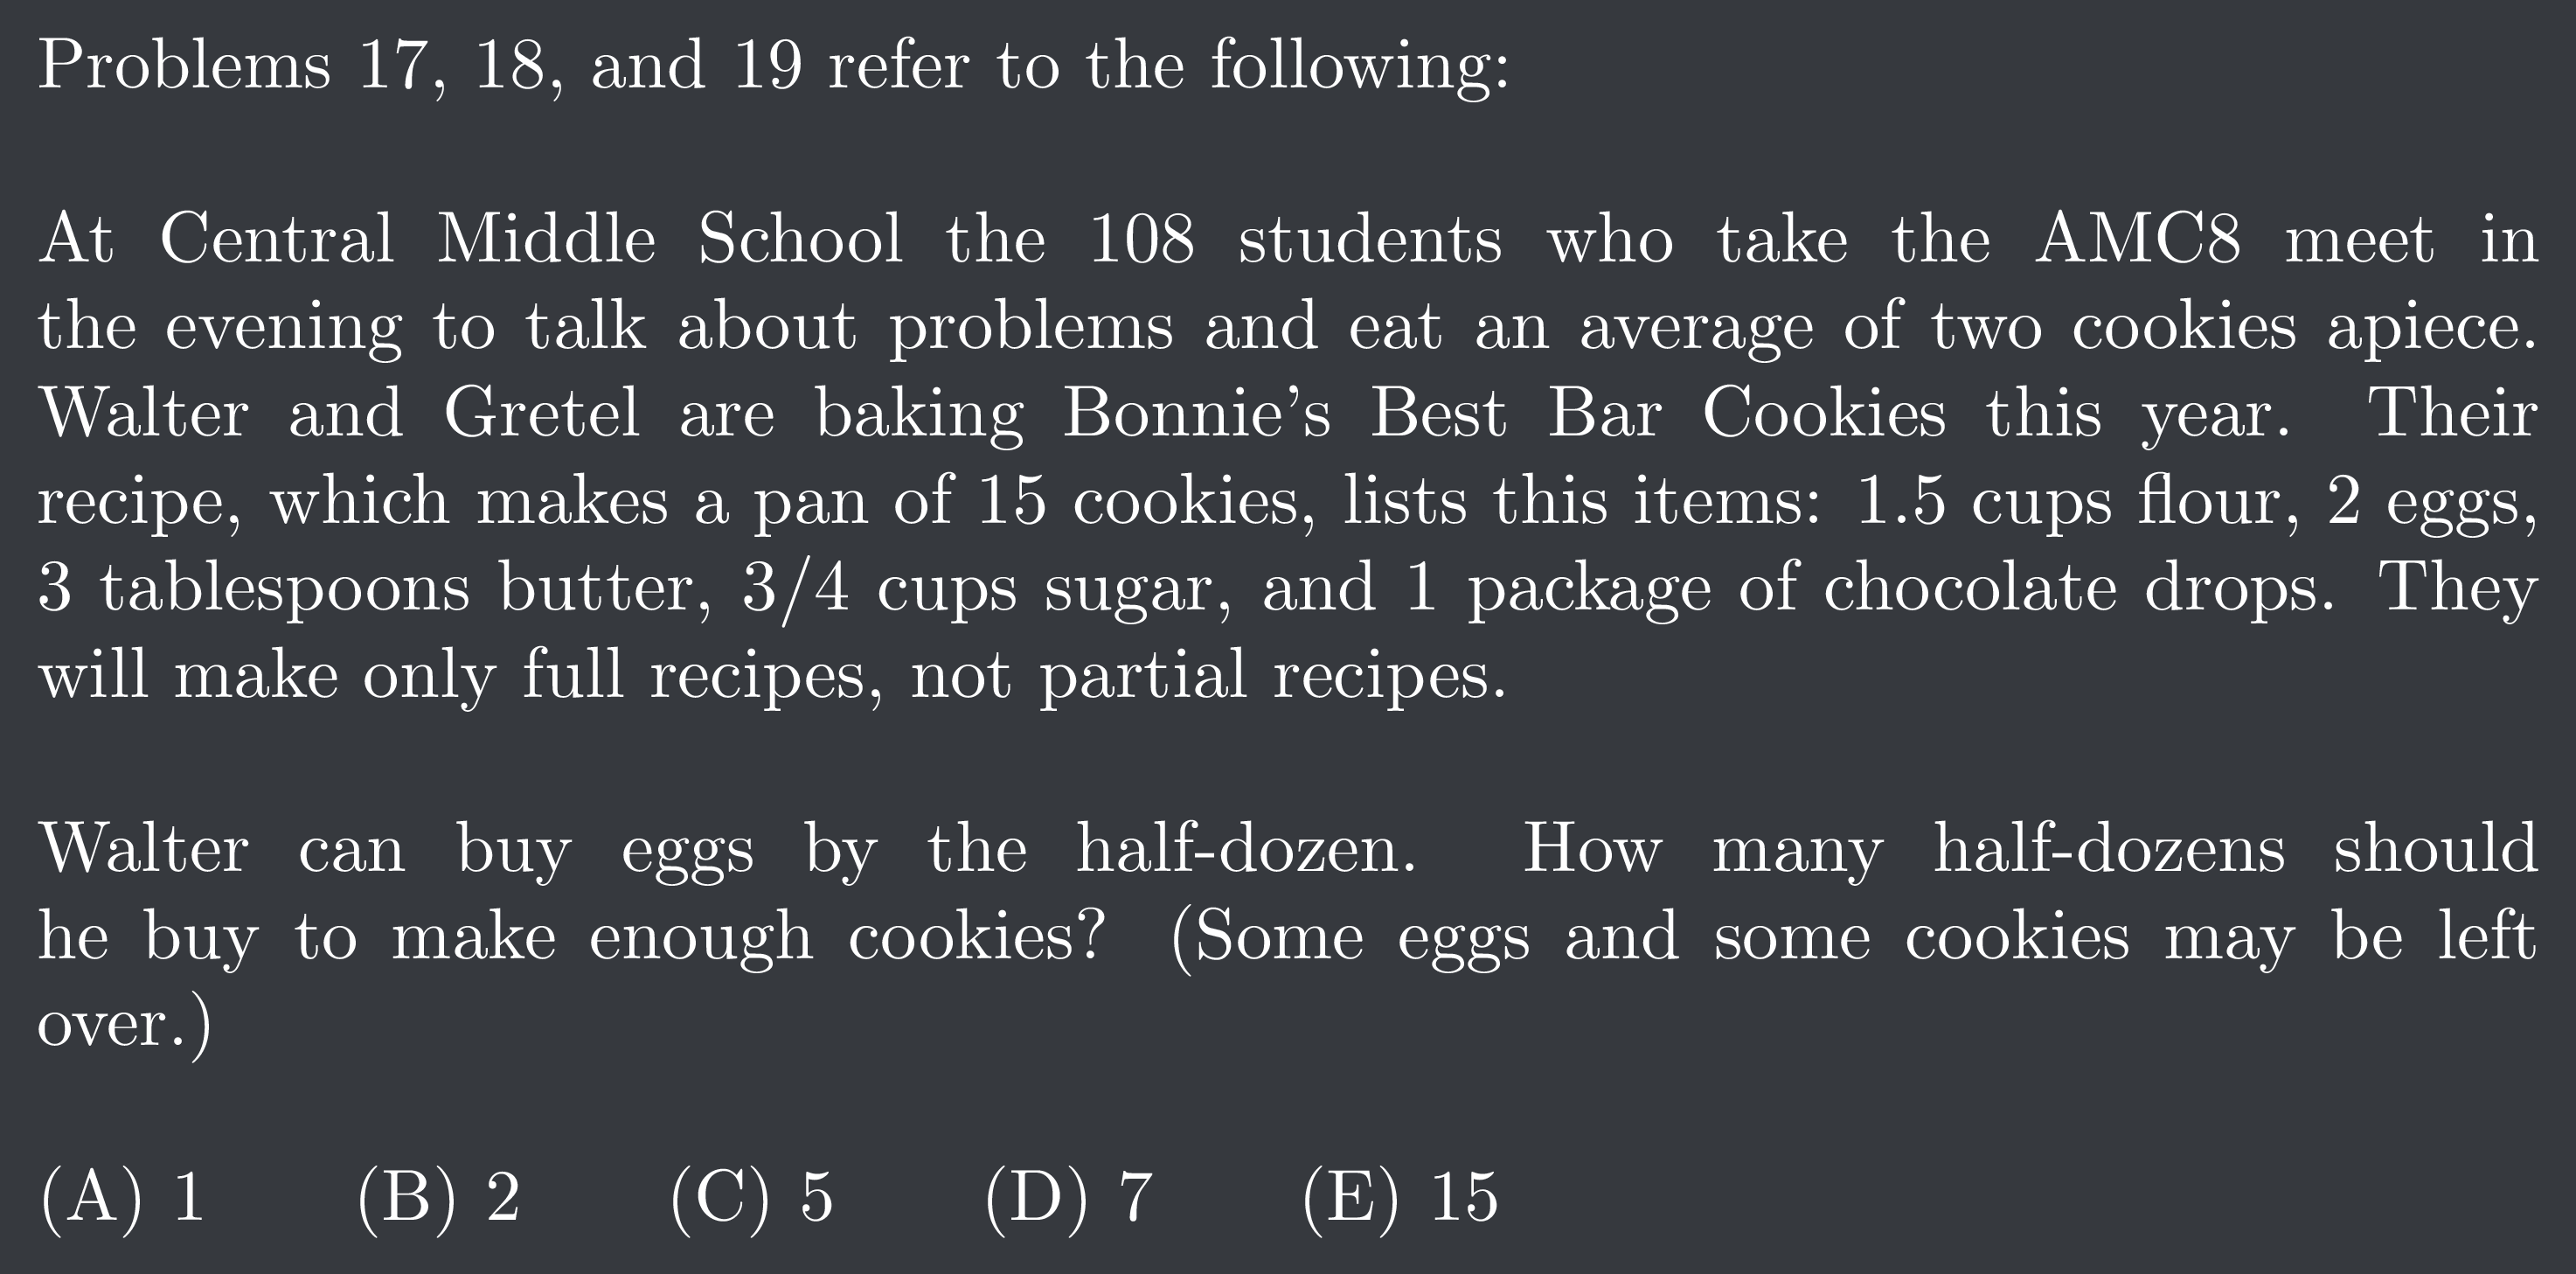 Problems 17, 18, and 19 refer to the following:
At Central Middle School the 108 students who take the AMC8 meet in
the evening to talk about problems and eat an average of two cookies apiece.
Walter and Gretel are baking Bonnie's Best Bar Cookies this year. Their
recipe, which makes a pan of 15 cookies, lists this items: 1.5 cups flour, 2 eggs,
3 tablespoons butter, 3/4 cups sugar, and 1 package of chocolate drops. They
will make only full recipes, not partial recipes.
Walter can buy eggs by the half-dozen. How many half-dozens should
he buy to make enough cookies? (Some eggs and some cookies may be left
over.)
(A) 1 (B) 2 (C) 5 (D) 7 (E) 15